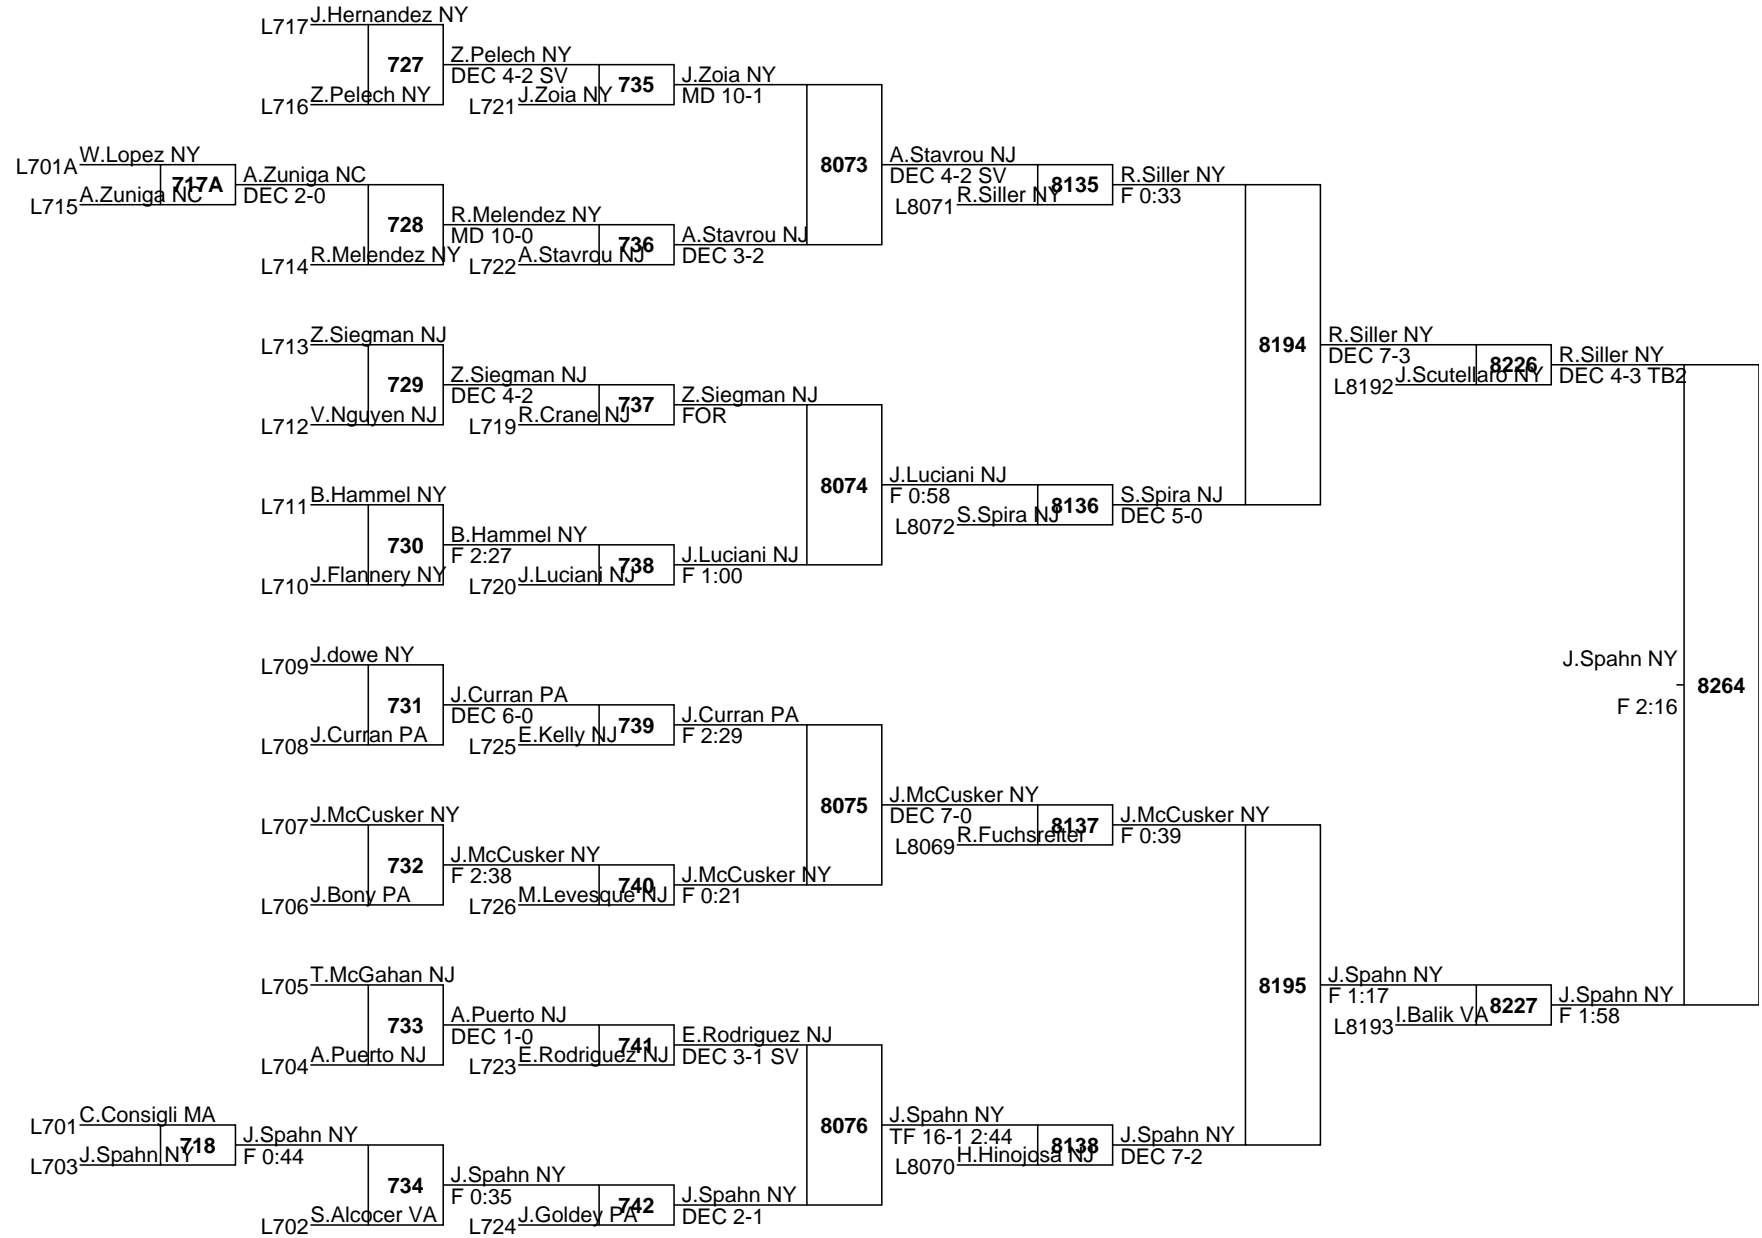 J.Hernandez NY
L717
727
Z.Pelech NY
DEC 4-2 SV
Z.Pelech NY
L716
J.Zoia NY
L721
735
J.Zoia NY
MD 10-1
W.Lopez NY
L701A
717A
A.Zuniga NC
L715
A.Zuniga NC
DEC 2-0
728
R.Melendez NY
L714
R.Melendez NY
MD 10-0
A.Stavrou NJ
L722
736
A.Stavrou NJ
DEC 3-2
8073
A.Stavrou NJ
DEC 4-2 SV
R.Siller NY
L8071
8135
R.Siller NY
F 0:33
Z.Siegman NJ
L713
729
V.Nguyen NJ
L712
Z.Siegman NJ
DEC 4-2
R.Crane NJ
L719
737
Z.Siegman NJ
FOR
B.Hammel NY
L711
730
J.Flannery NY
L710
B.Hammel NY
F 2:27
J.Luciani NJ
L720
738
J.Luciani NJ
F 1:00
8074
J.Luciani NJ
F 0:58
S.Spira NJ
L8072
8136
S.Spira NJ
DEC 5-0
8194
R.Siller NY
DEC 7-3
J.Scutellaro NY
L8192
8226
R.Siller NY
DEC 4-3 TB2
J.dowe NY
L709
731
J.Curran PA
L708
J.Curran PA
DEC 6-0
E.Kelly NJ
L725
739
J.Curran PA
F 2:29
J.McCusker NY
L707
732
J.Bony PA
L706
J.McCusker NY
F 2:38
M.Levesque NJ
L726
740
J.McCusker NY
F 0:21
8075
J.McCusker NY
DEC 7-0
R.Fuchsreiter
L8069
8137
J.McCusker NY
F 0:39
T.McGahan NJ
L705
733
A.Puerto NJ
L704
A.Puerto NJ
DEC 1-0
E.Rodriguez NJ
L723
741
E.Rodriguez NJ
DEC 3-1 SV
C.Consigli MA
L701
718
J.Spahn NY
L703
J.Spahn NY
F 0:44
734
S.Alcocer VA
L702
J.Spahn NY
F 0:35
J.Goldey PA
L724
742
J.Spahn NY
DEC 2-1
8076
J.Spahn NY
TF 16-1 2:44
H.Hinojosa NJ
L8070
8138
J.Spahn NY
DEC 7-2
8195
J.Spahn NY
F 1:17
I.Balik VA
L8193
8227
J.Spahn NY
F 1:58
J.Spahn NY
8264
F 2:16